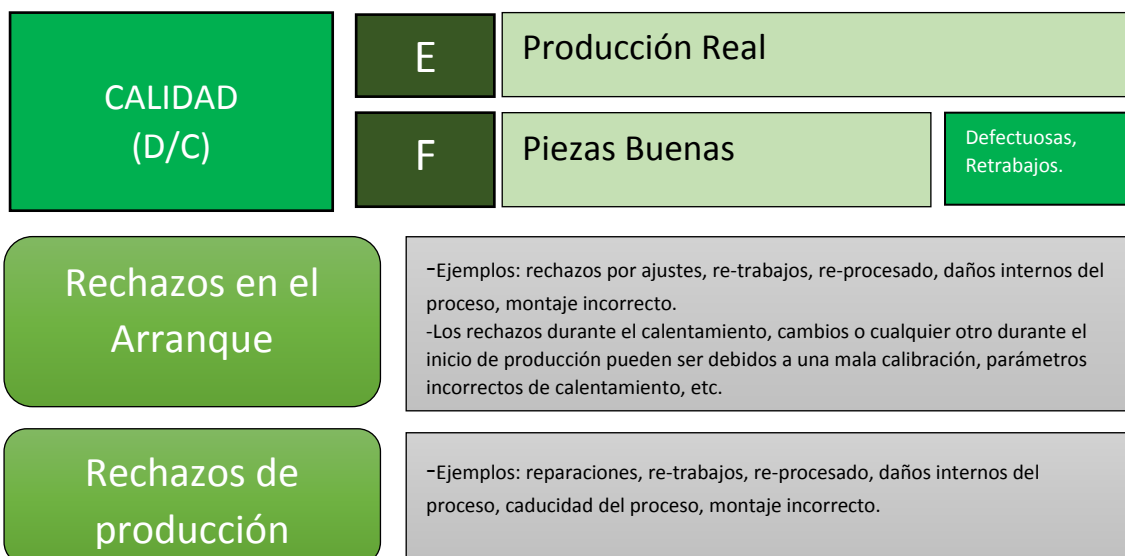 CALIDAD
(D/C)
E
Producción Real
F
Piezas Buenas
Defectuosas,
Retrabajos.
Rechazos en el
Arranque
-Ejemplos: rechazos por ajustes, re-trabajos, re-procesado, daños internos del
proceso, montaje incorrecto.
-Los rechazos durante el calentamiento, cambios o cualquier otro durante el
inicio de producción pueden ser debidos a una mala calibración, parámetros
incorrectos de calentamiento, etc.
Rechazos de
producción
-Ejemplos: reparaciones, re-trabajos, re-procesado, daños internos del
proceso, caducidad del proceso, montaje incorrecto.